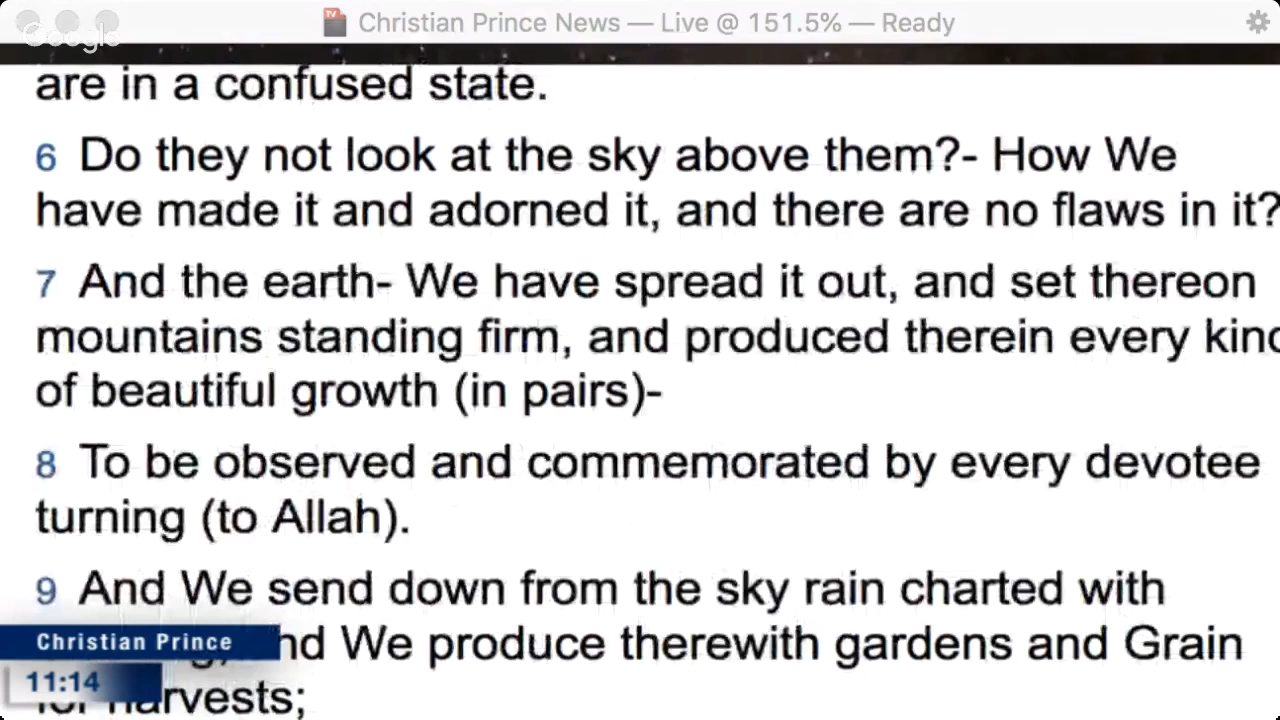 Christian Prince News — Live @ 151.5% — Ready
Google
are in a confused state.
6 Do they not look at the sky above them?- How We
have made it and adorned it, and there are no flaws in it?
7 And the earth- We have spread it out, and set thereon
mountains standing firm, and produced therein every kind
of beautiful growth (in pairs)-
8 To be observed and commemorated by every devotee
turning (to Allah).
9 And We send down from the sky rain charted with
We produce therewith gardens and Grain
harvests;
Christian Prince
11:14